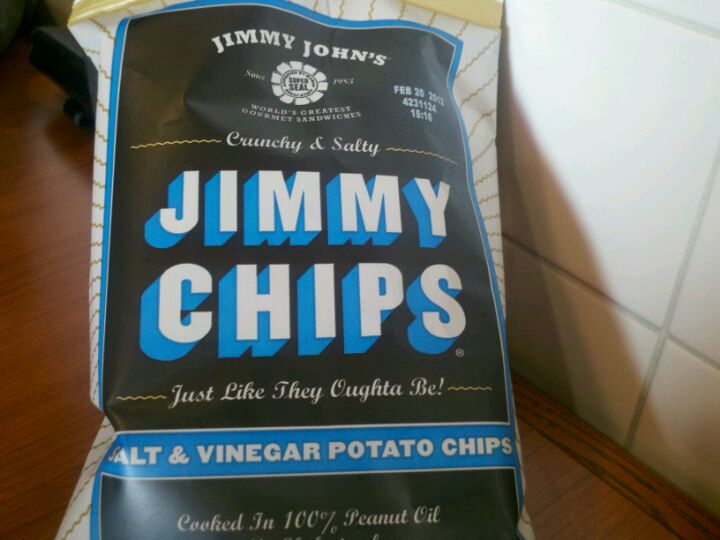 JIMMY JOHN'S
Since 1983
SUPER
SEAL
WORLD'S GREATEST
GOURMET SANDWICHES
FEB 20 2012
4231124
15:16
Crunchy & Salty
JIMMY
CHIPS
®
Just Like They Oughta Be!
SALT & VINEGAR POTATO CHIPS
Cooked In 100% Peanut Oil